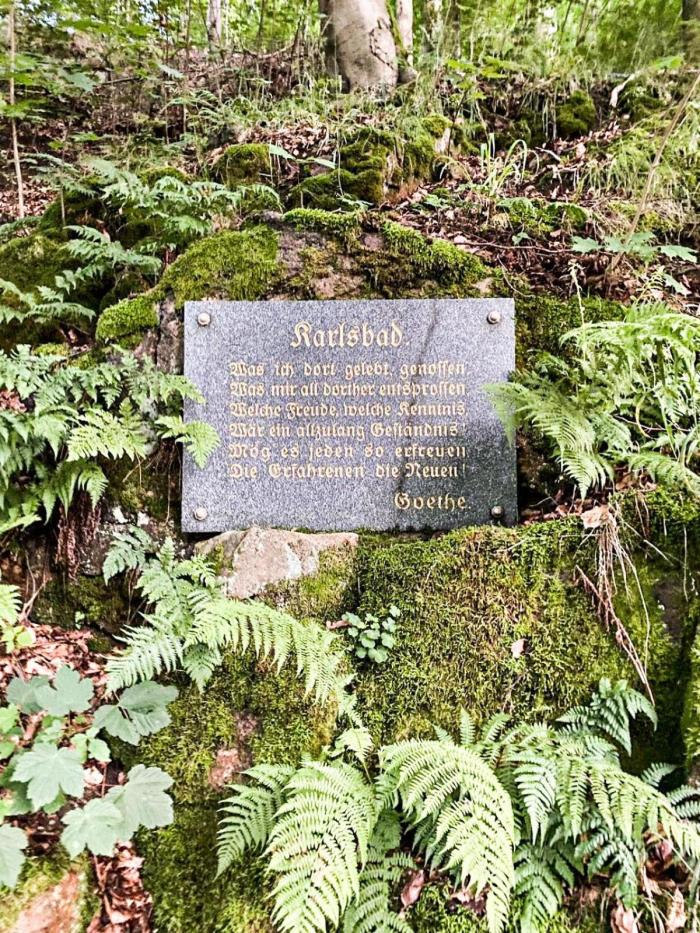 Karlsbad.
Was ich dort gelebt, genossen,
Was mir all dorther entsprossen,
Welche Freude, welche Kenntnis,
Wär ein allzulang Geständnis!
Mög es jeden so erfreuen
Die Erfahrenen die Neuen!
Goethe.